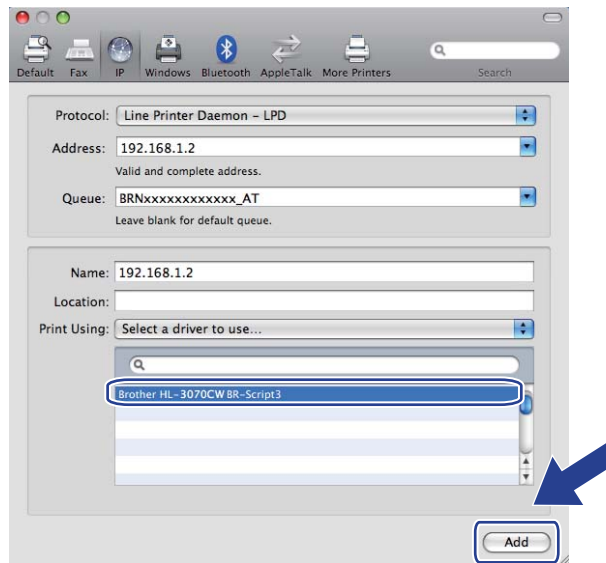 Default Fax IP Windows Bluetooth AppleTalk More Printers Search
Protocol: Line Printer Daemon – LPD
Address: 192.168.1.2
Valid and complete address.
Queue: BRNxxxxxxxxxxxx_AT
Leave blank for default queue.
Name: 192.168.1.2
Location:
Print Using: Select a driver to use...
Brother HL-3070CW BR-Script3
Add